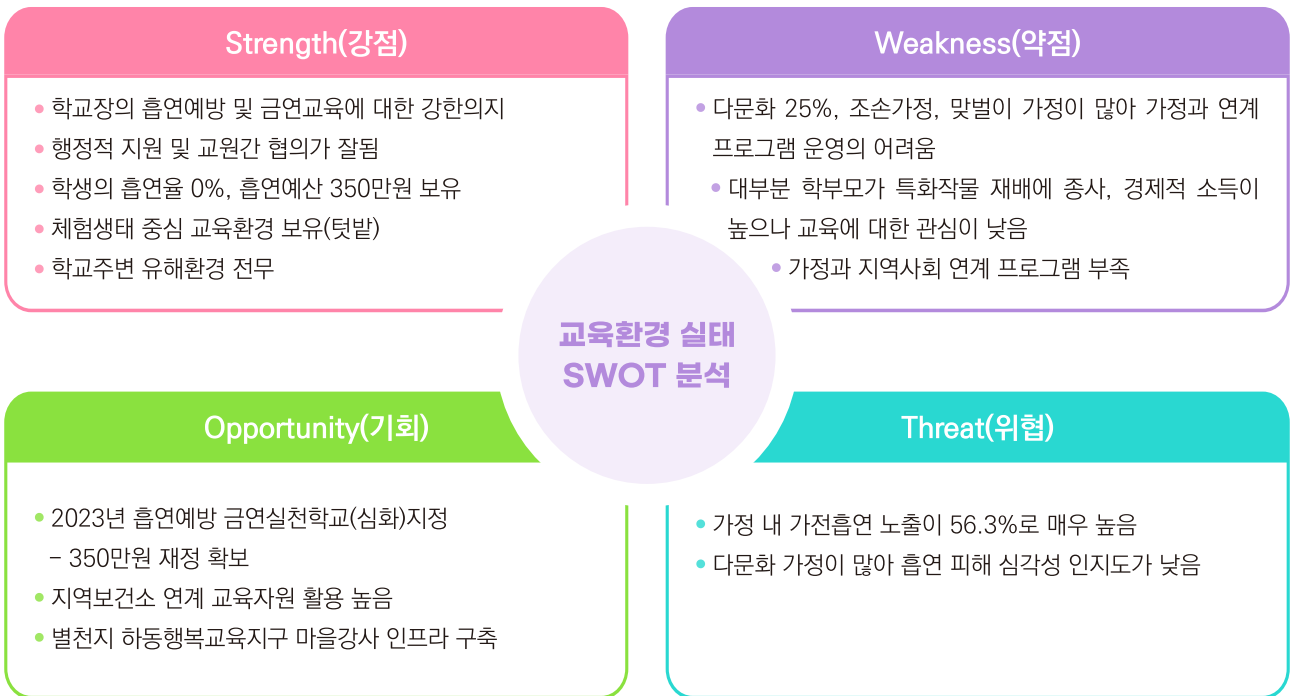 Strength(강점)
• 학교장의 흡연예방 및 금연교육에 대한 강한의지
• 행정적 지원 및 교원간 협의가 잘됨
• 학생의 흡연율 0%, 흡연예산 350만원 보유
• 체험생태 중심 교육환경 보유(텃밭)
• 학교주변 유해환경 전무
Weakness(약점)
• 다문화 25%, 조손가정, 맞벌이 가정이 많아 가정과 연계
프로그램 운영의 어려움
• 대부분 학부모가 특화작물 재배에 종사, 경제적 소득이
높으나 교육에 대한 관심이 낮음
• 가정과 지역사회 연계 프로그램 부족
교육환경 실태
SWOT 분석
Opportunity(기회)
• 2023년 흡연예방 금연실천학교(심화)지정
– 350만원 재정 확보
• 지역보건소 연계 교육자원 활용 높음
• 별천지 하동행복교육지구 마을강사 인프라 구축
Threat(위협)
• 가정 내 가전흡연 노출이 56.3%로 매우 높음
• 다문화 가정이 많아 흡연 피해 심각성 인지도가 낮음